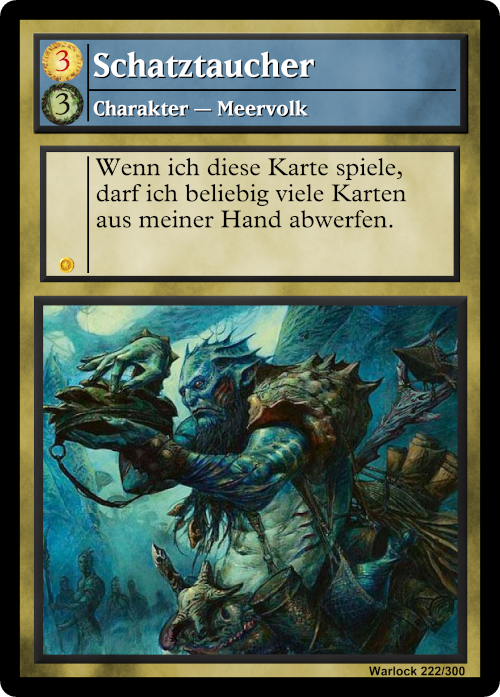 3 Schatztaucher
3 Charakter — Meervolk
Wenn ich diese Karte spiele,
darf ich beliebig viele Karten
aus meiner Hand abwerfen.
Warlock 222/300